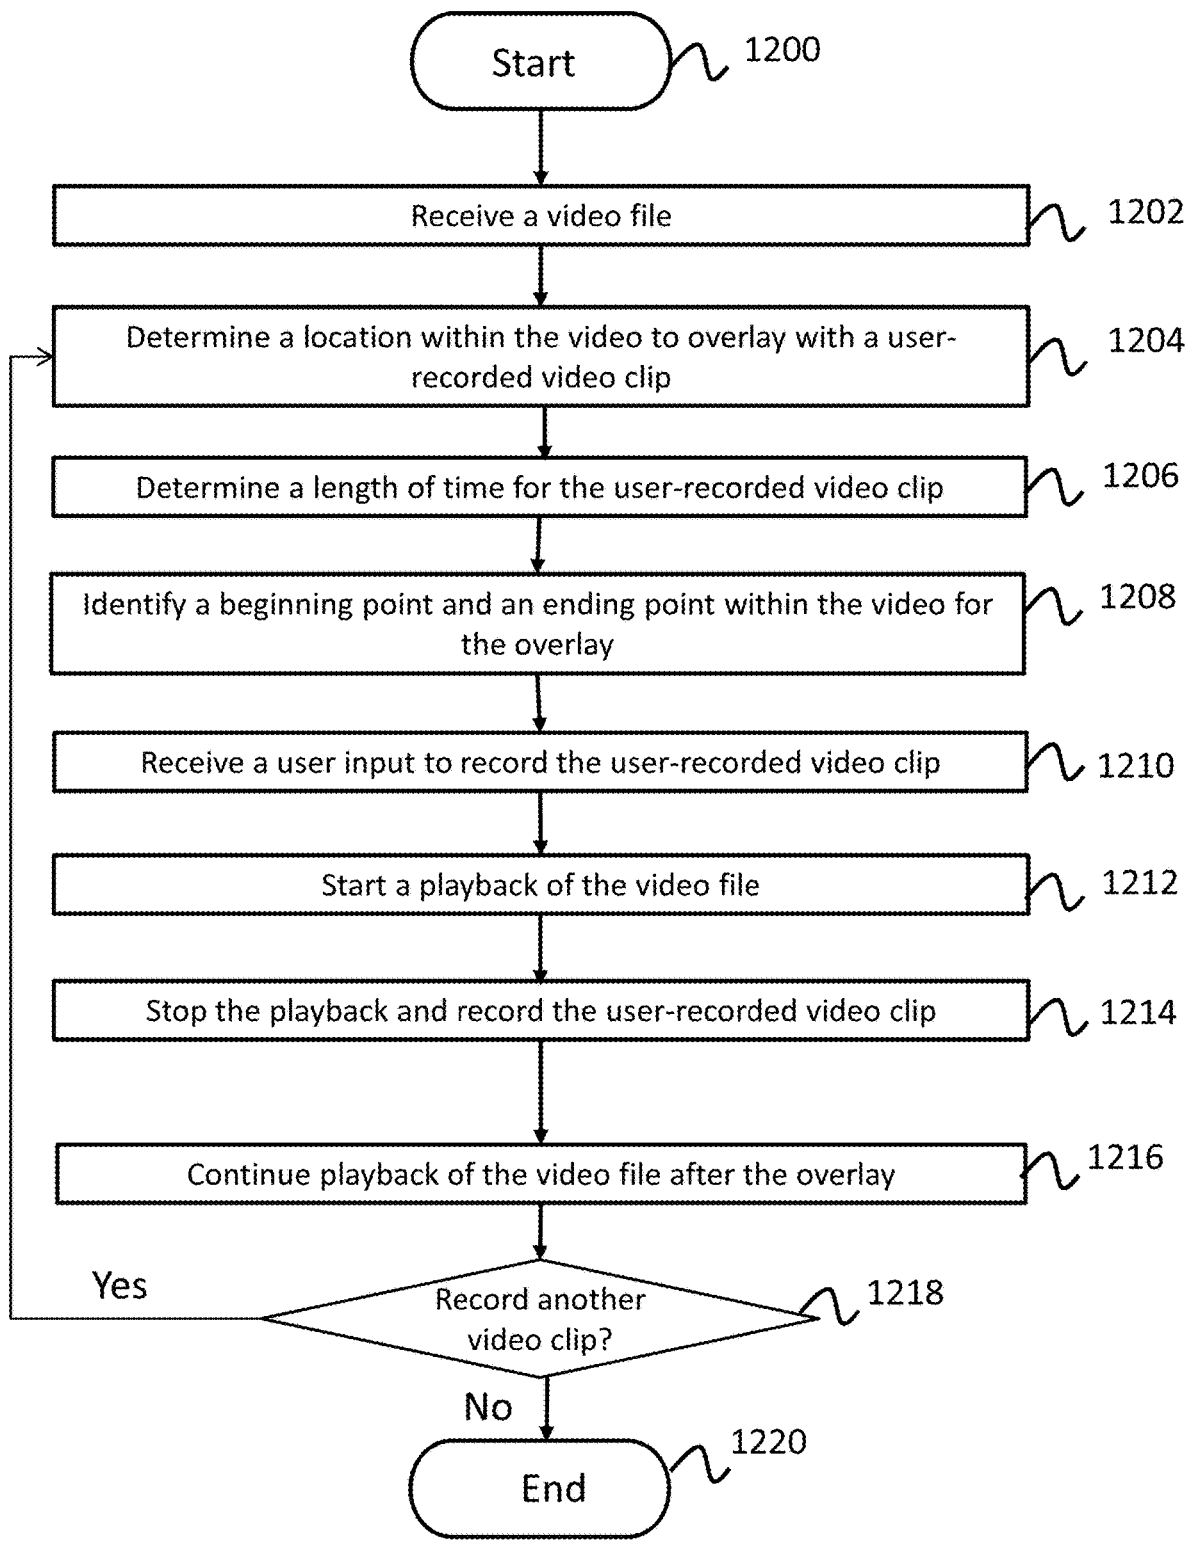 Start
1200
Receive a video file
1202
Determine a location within the video to overlay with a user-
recorded video clip
1204
Determine a length of time for the user-recorded video clip
1206
Identify a beginning point and an ending point within the video for
the overlay
1208
Receive a user input to record the user-recorded video clip
1210
Start a playback of the video file
1212
Stop the playback and record the user-recorded video clip
1214
Continue playback of the video file after the overlay
1216
Yes
Record another
video clip?
1218
No
End
1220